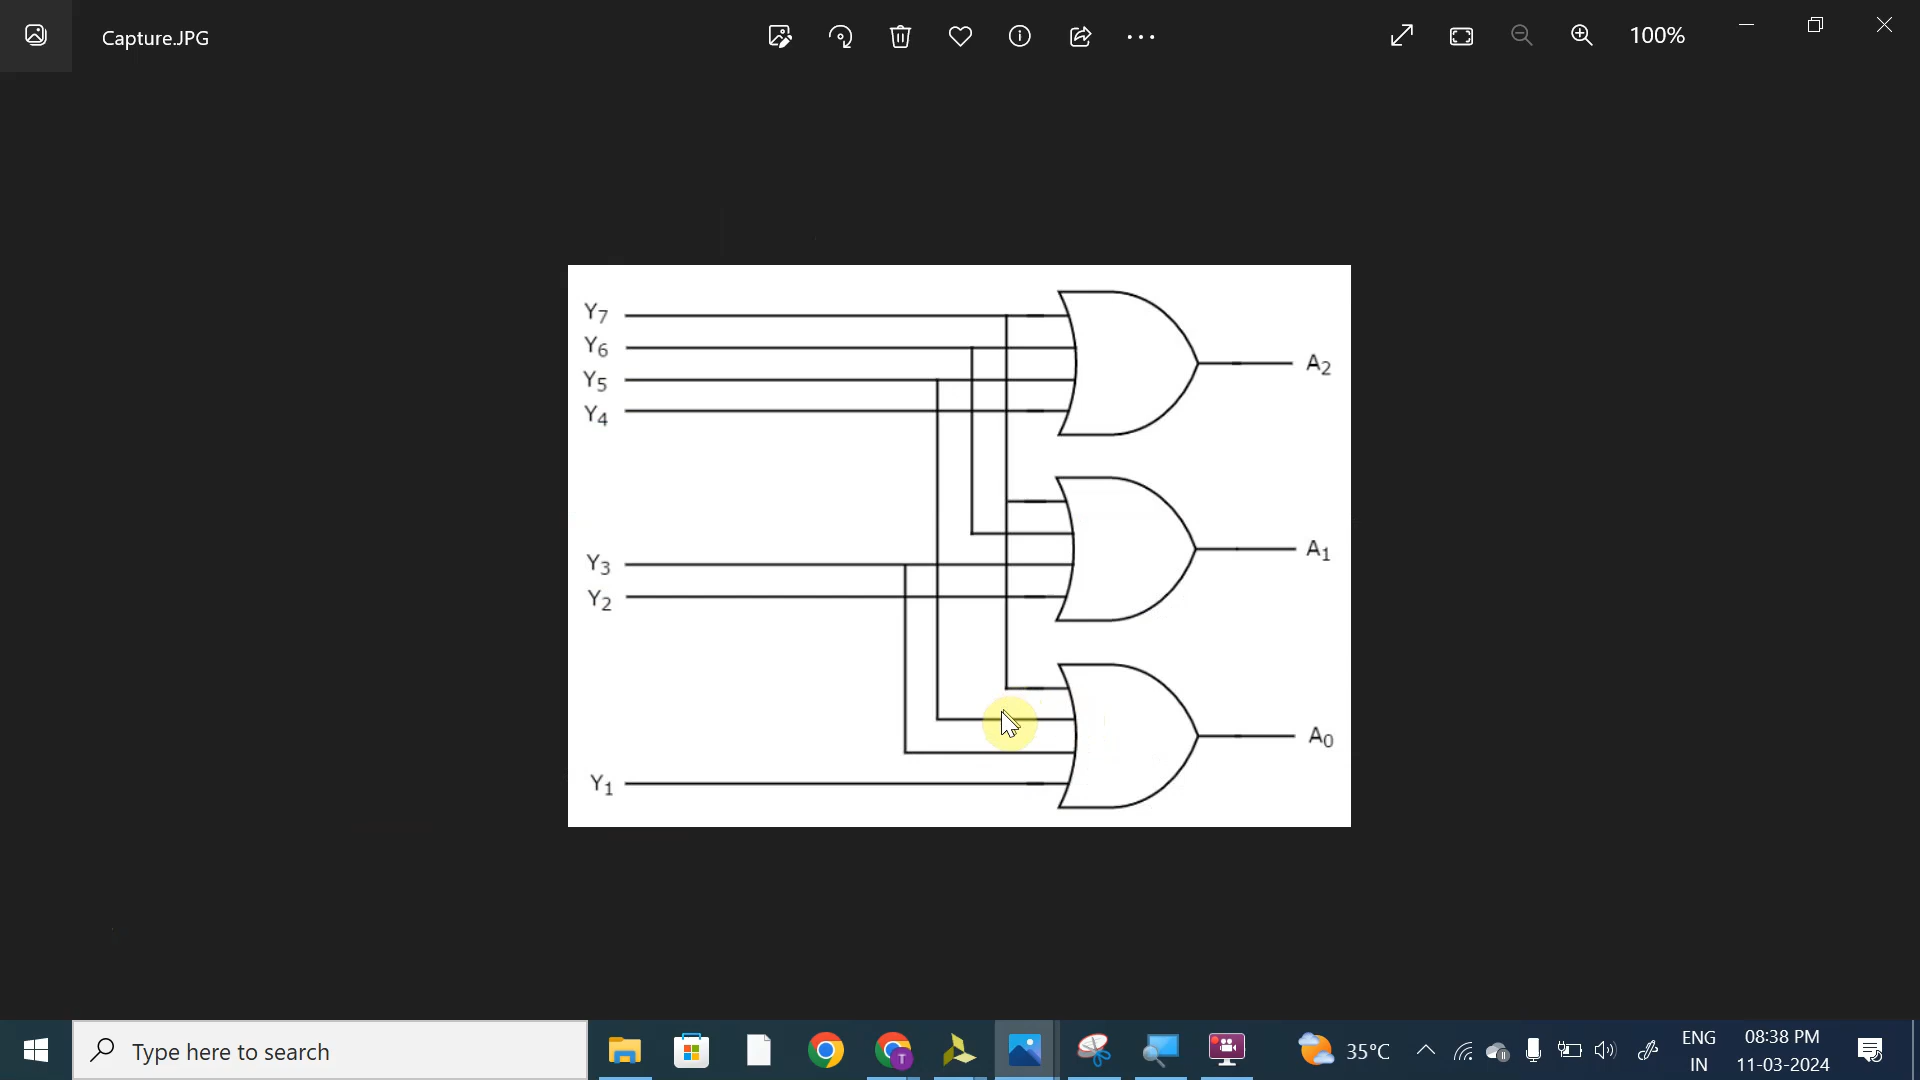 Capture.JPG
100%
Y7
Y6
Y5
Y4
A2
Y3
Y2
A1
Y1
A0
Type here to search
T
35°C
ENG
IN
08:38 PM
11-03-2024